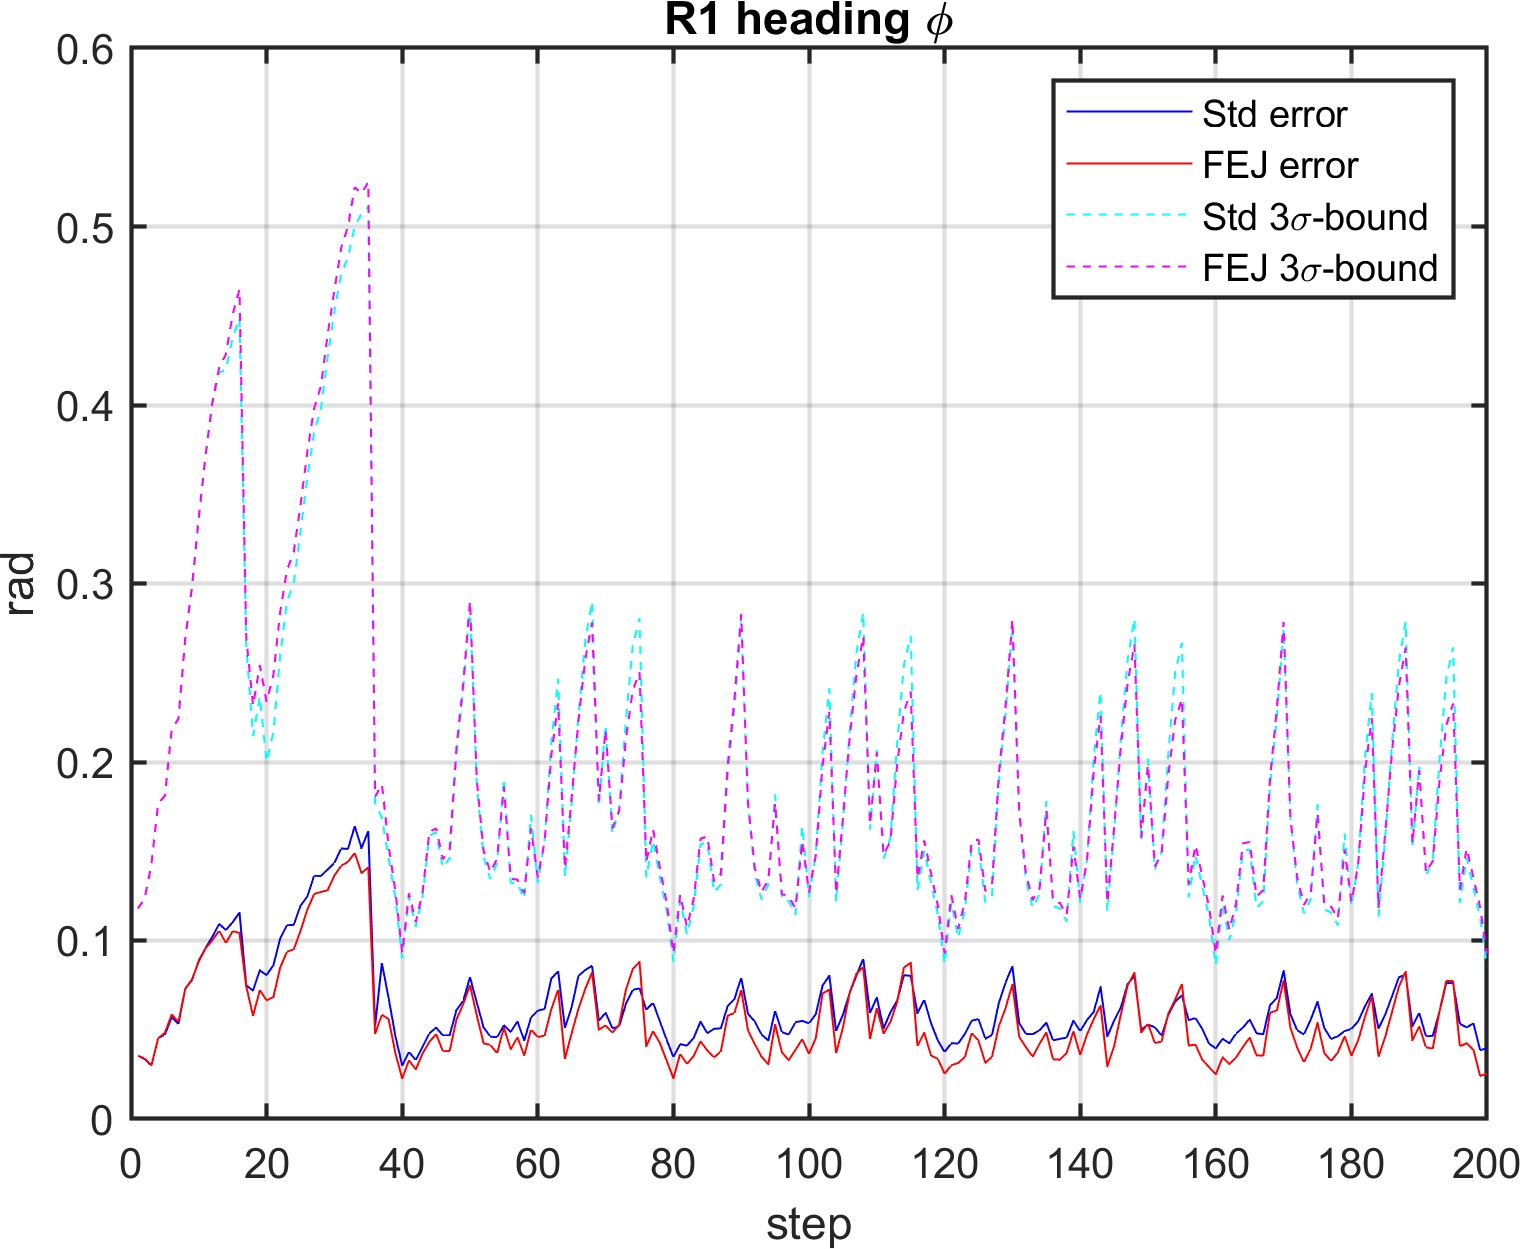 R1 heading ϕ
0.6
0.5
0.4
0.3
0.2
0.1
0
rad
Std error
FEJ error
Std 3σ-bound
FEJ 3σ-bound
0 20 40 60 80 100 120 140 160 180 200
step